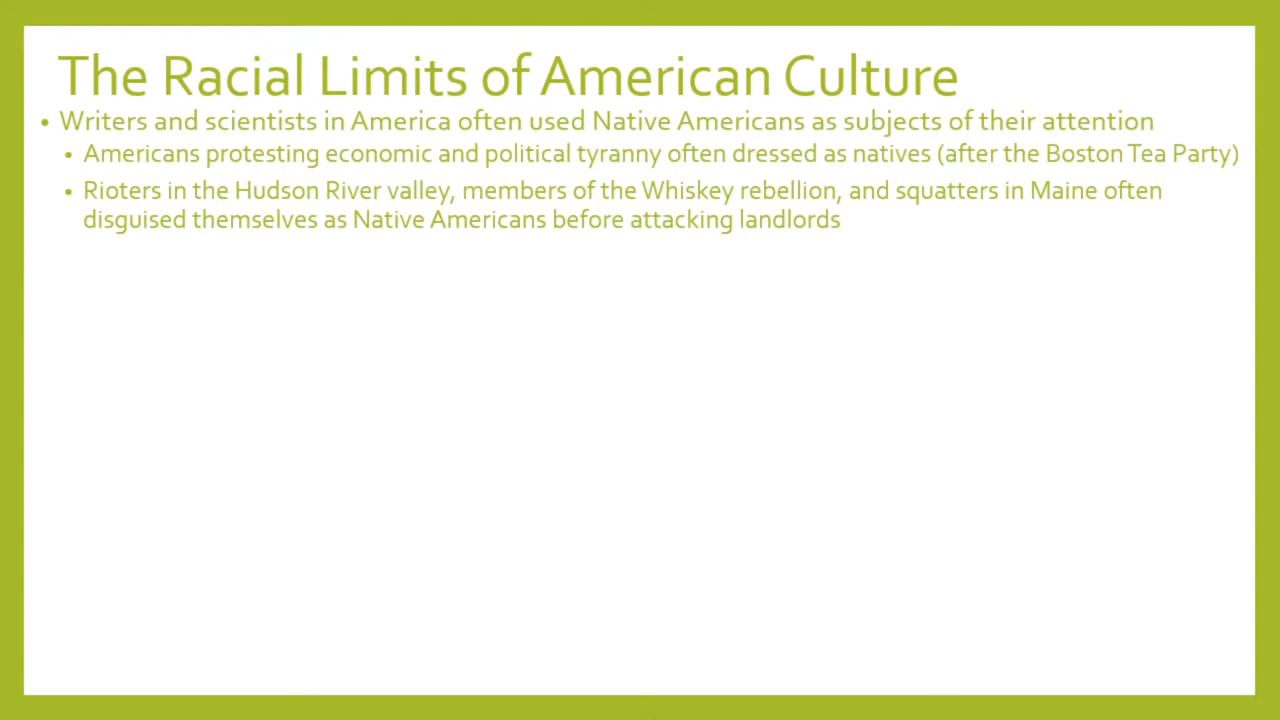 The Racial Limits of American Culture
• Writers and scientists in America often used Native Americans as subjects of their attention
• Americans protesting economic and political tyranny often dressed as natives (after the Boston Tea Party)
• Rioters in the Hudson River valley, members of the Whiskey rebellion, and squatters in Maine often
disguised themselves as Native Americans before attacking landlords